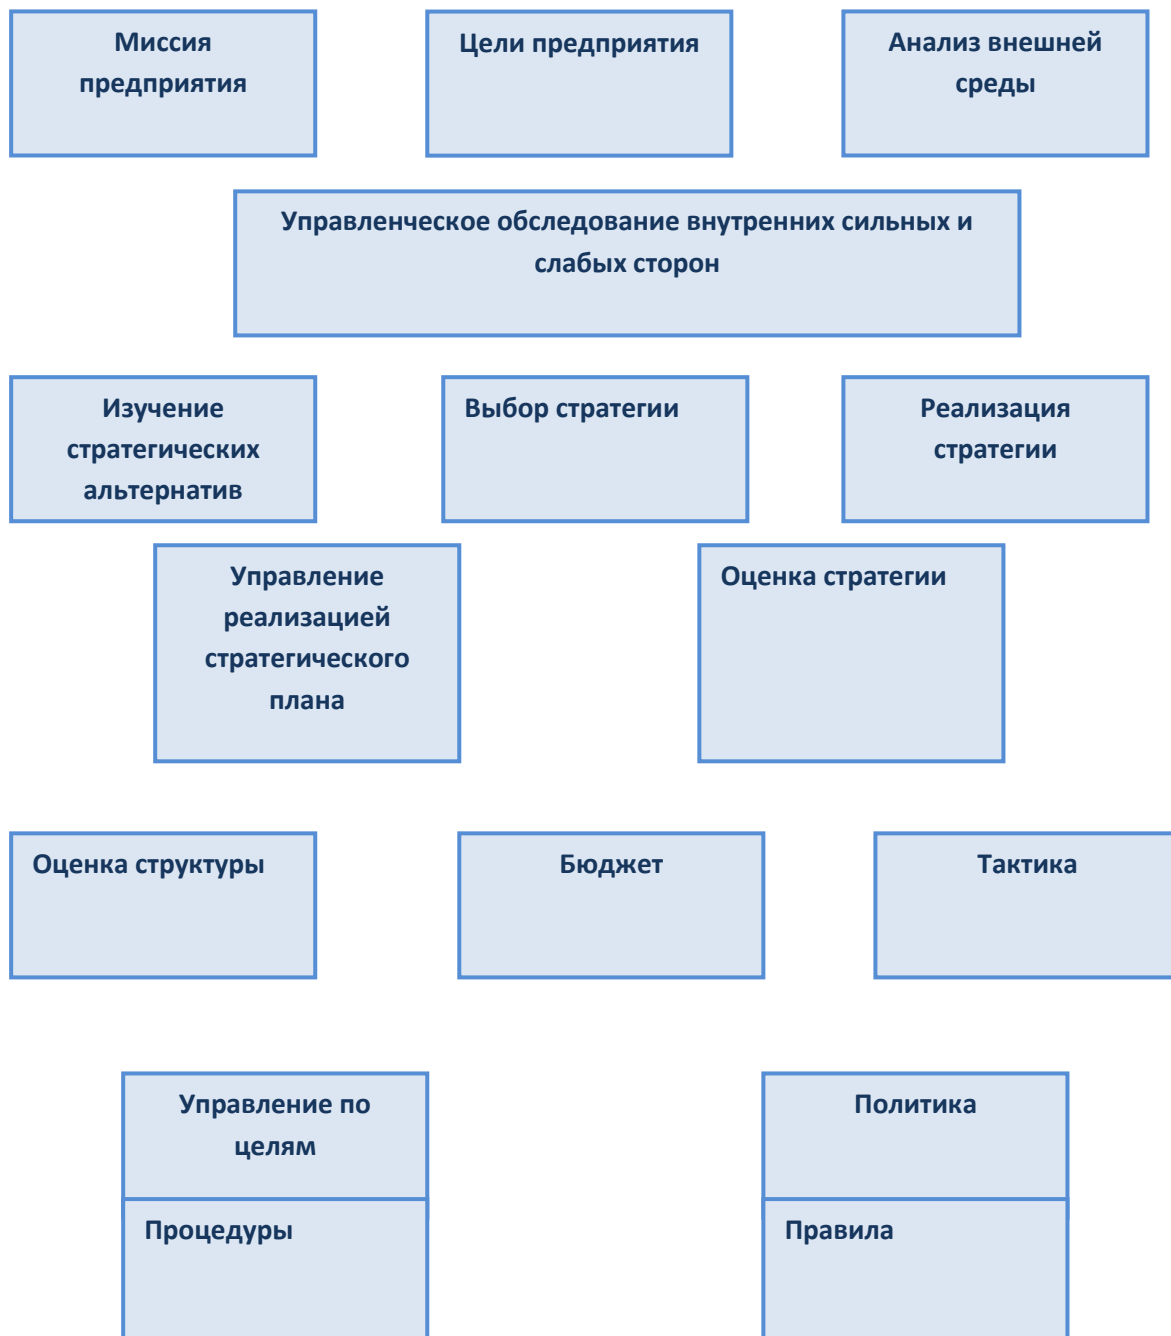 Миссия
предприятия
Цели предприятия
Анализ внешней
среды
Управленческое обследование внутренних сильных и
слабых сторон
Изучение
стратегических
альтернатив
Выбор стратегии
Реализация
стратегии
Управление
реализацией
стратегического
плана
Оценка стратегии
Оценка структуры
Бюджет
Тактика
Управление по
целям
Политика
Процедуры
Правила